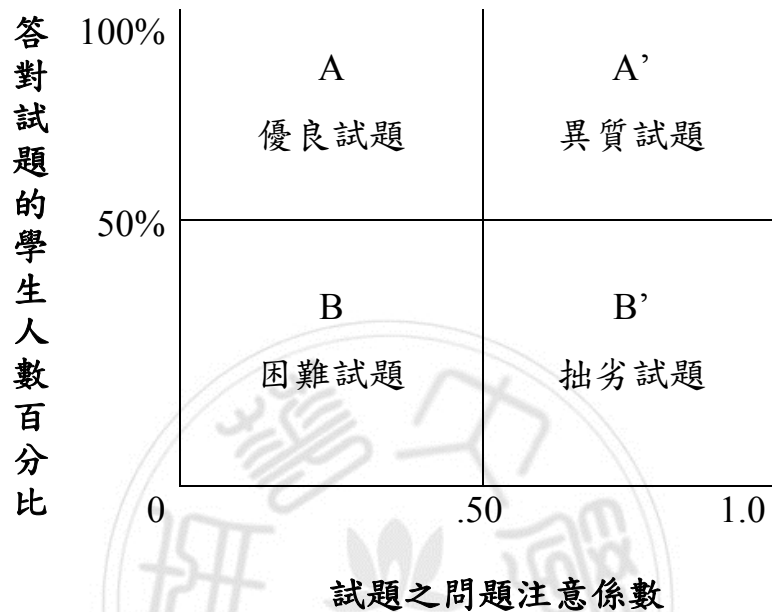 答對試題的學生人數百分比
100%
A
優良試題
A’
異質試題
50%
B
困難試題
B’
拙劣試題
0
.50
1.0
試題之問題注意係數